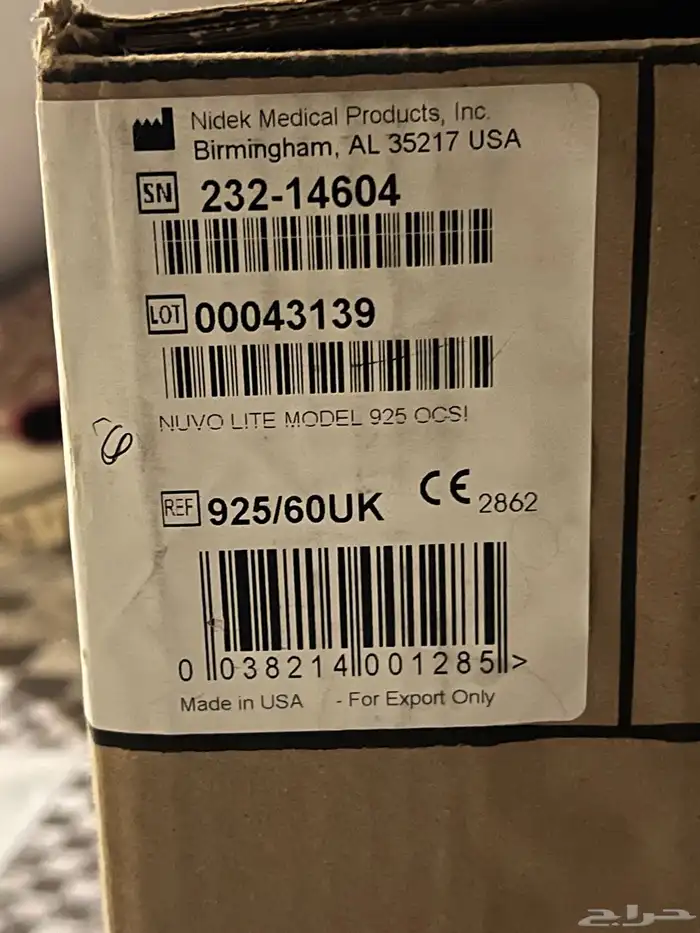 Nidek Medical Products, Inc.
Birmingham, AL 35217 USA
SN 232-14604
LOT 00043139
NUVO LITE MODEL 925 OCSI
6
REF 925/60UK CE 2862
0 038214 001285 >
Made in USA - For Export Only
حراج